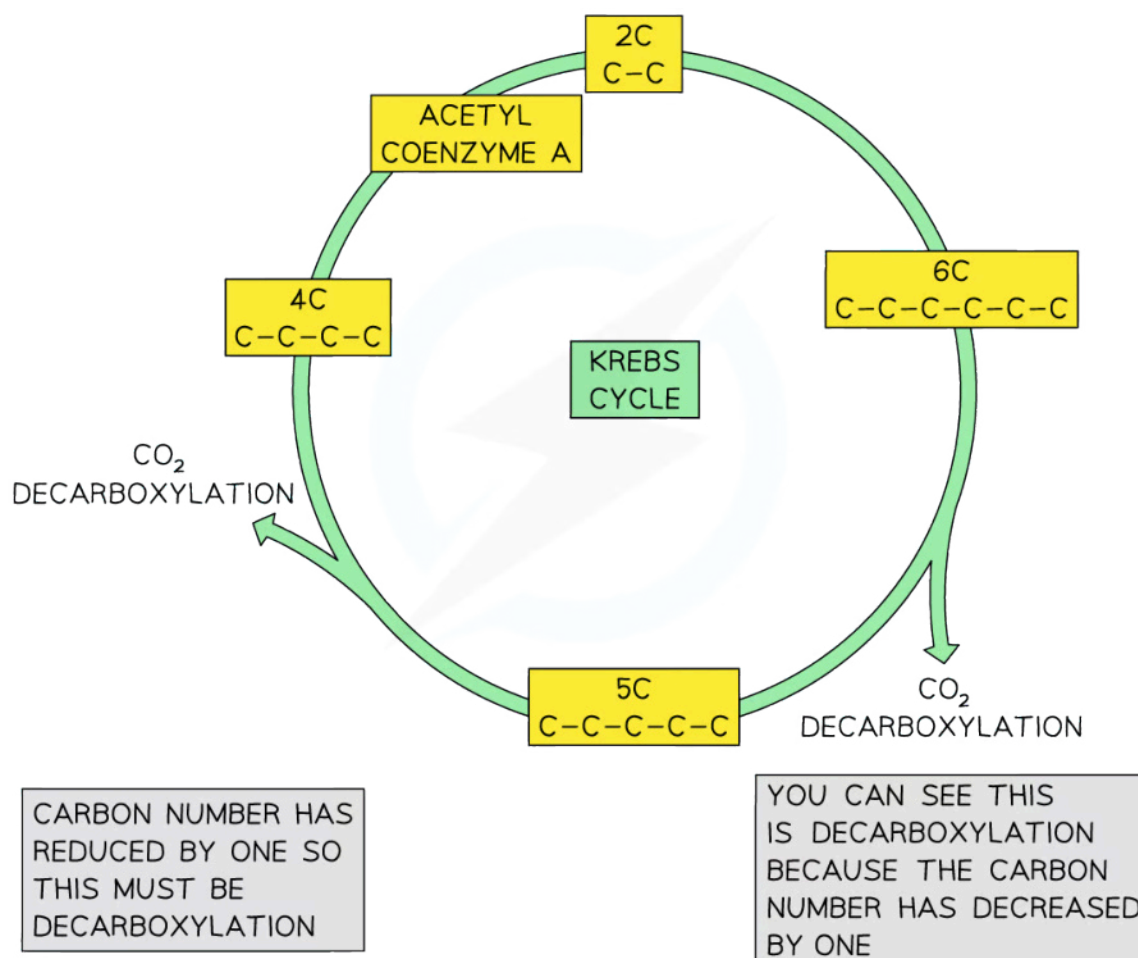 2C
C–C
ACETYL
COENZYME A
6C
C–C–C–C–C–C
4C
C–C–C–C
KREBS
CYCLE
CO₂
DECARBOXYLATION
5C
C–C–C–C–C
CO₂
DECARBOXYLATION
CARBON NUMBER HAS
REDUCED BY ONE SO
THIS MUST BE
DECARBOXYLATION
YOU CAN SEE THIS
IS DECARBOXYLATION
BECAUSE THE CARBON
NUMBER HAS DECREASED
BY ONE